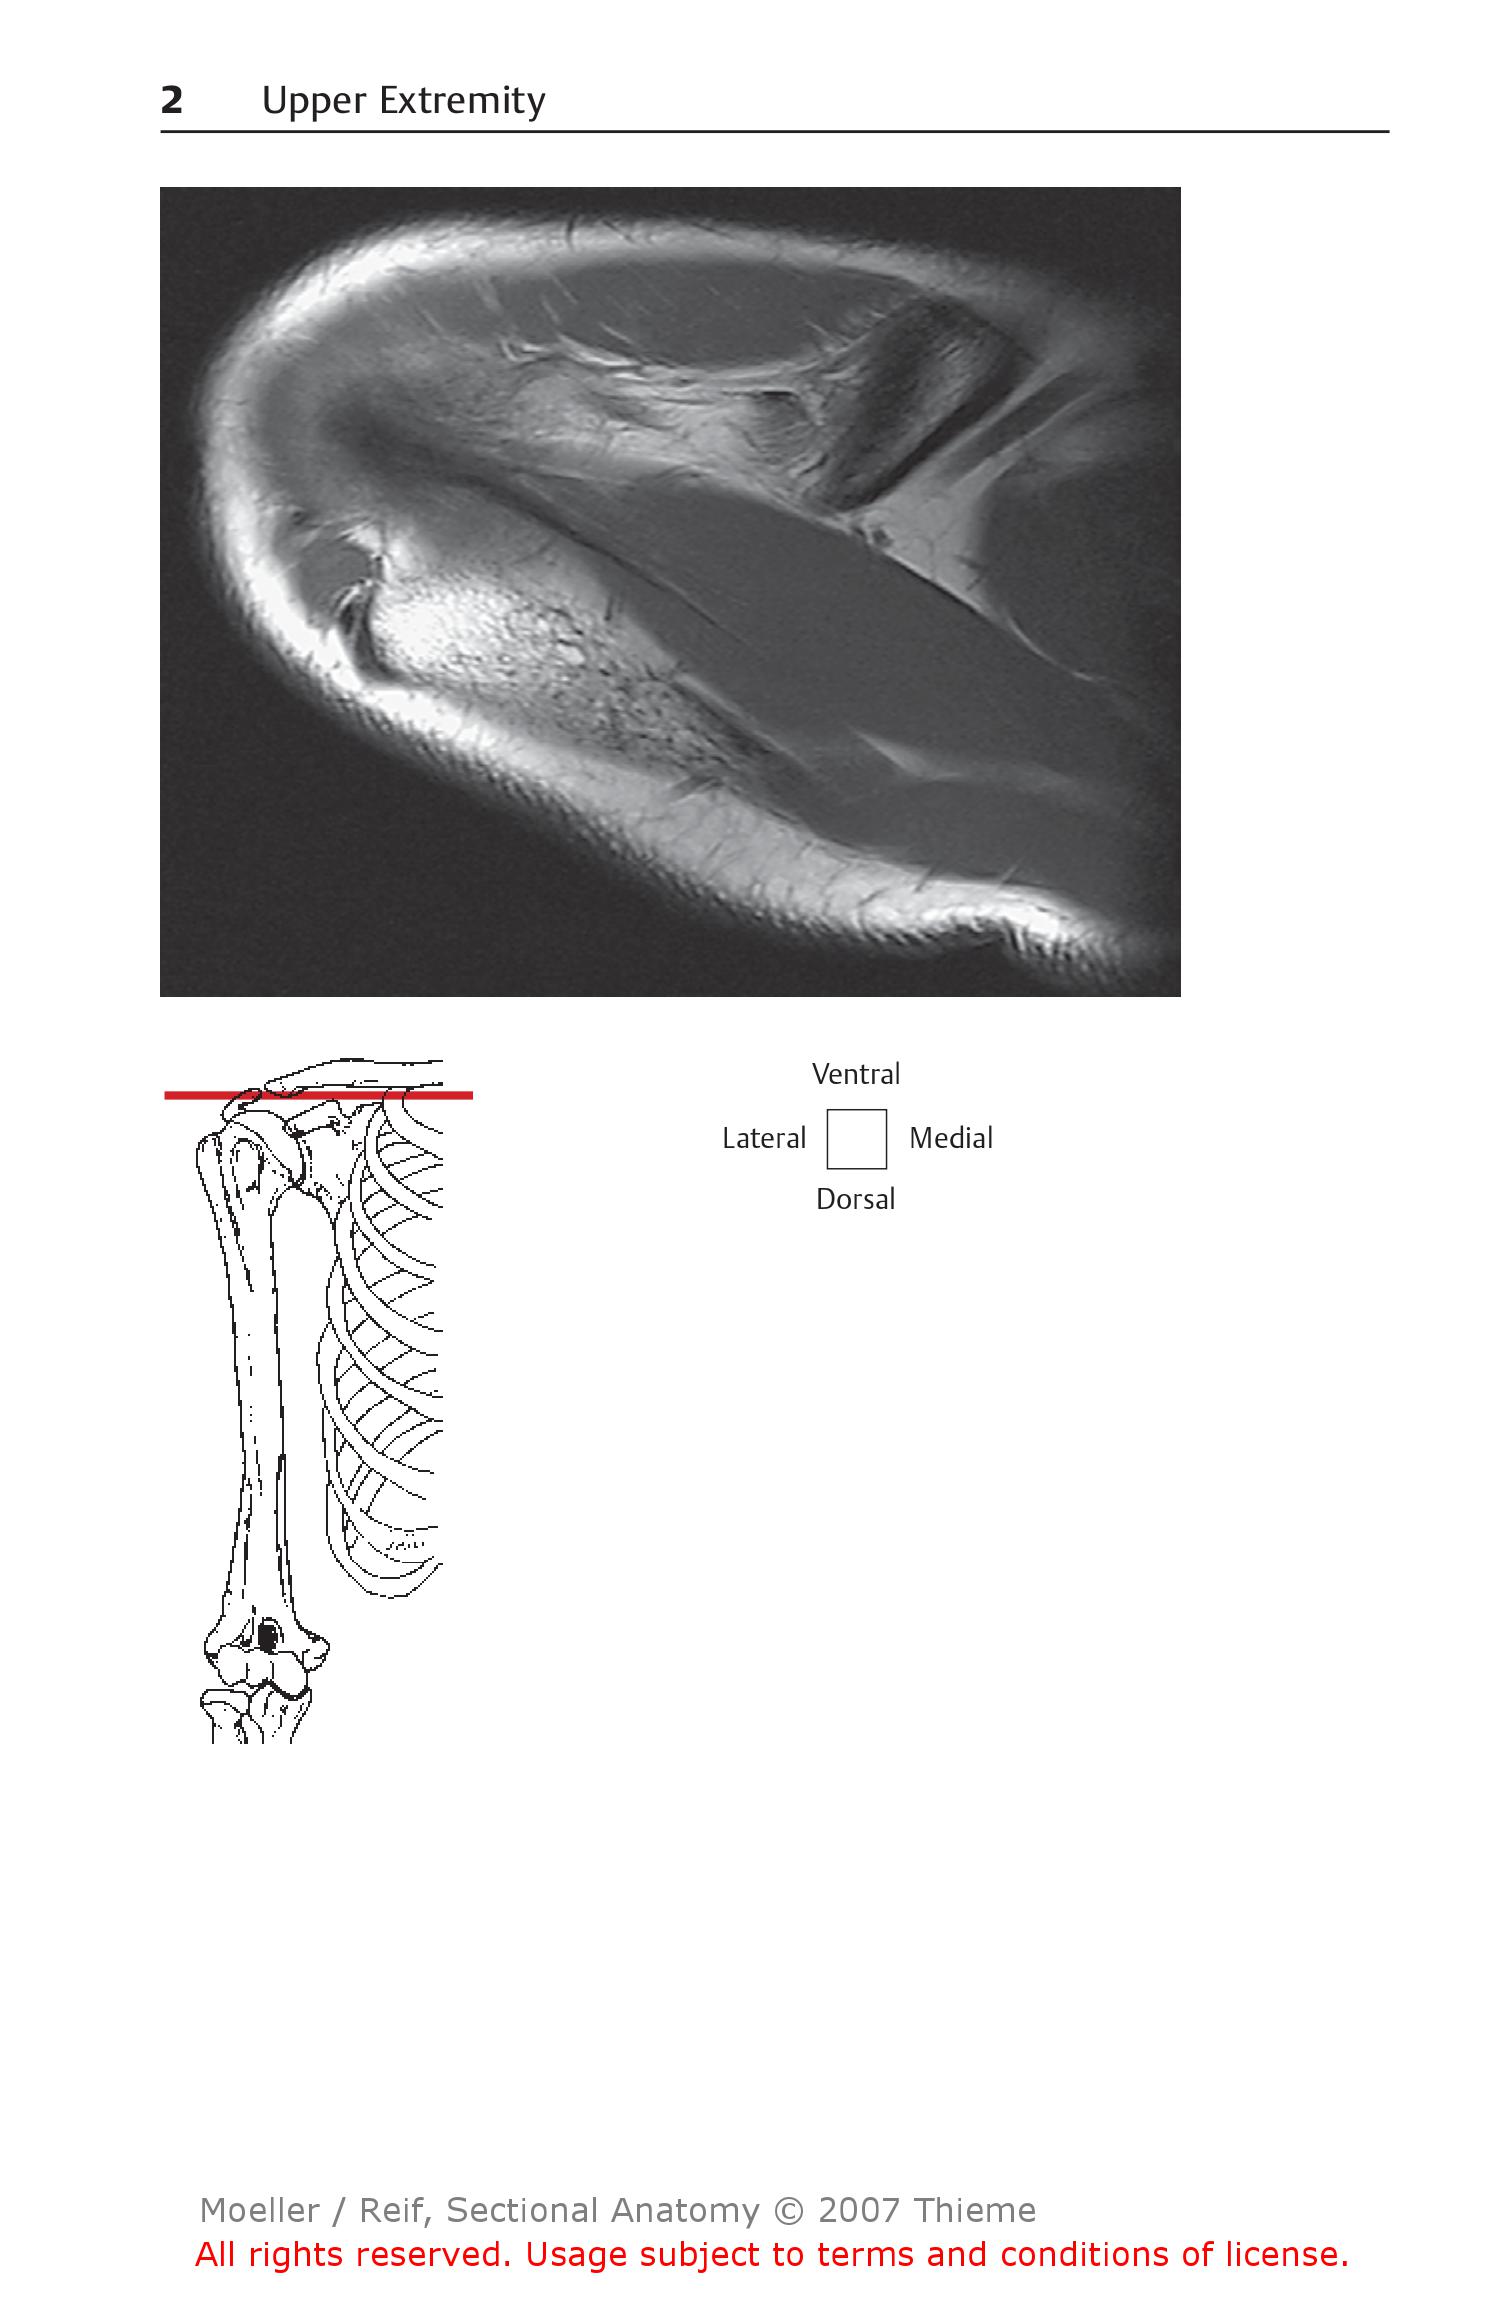 2 Upper Extremity
Ventral
Lateral Medial
Dorsal
Moeller / Reif, Sectional Anatomy © 2007 Thieme
All rights reserved. Usage subject to terms and conditions of license.